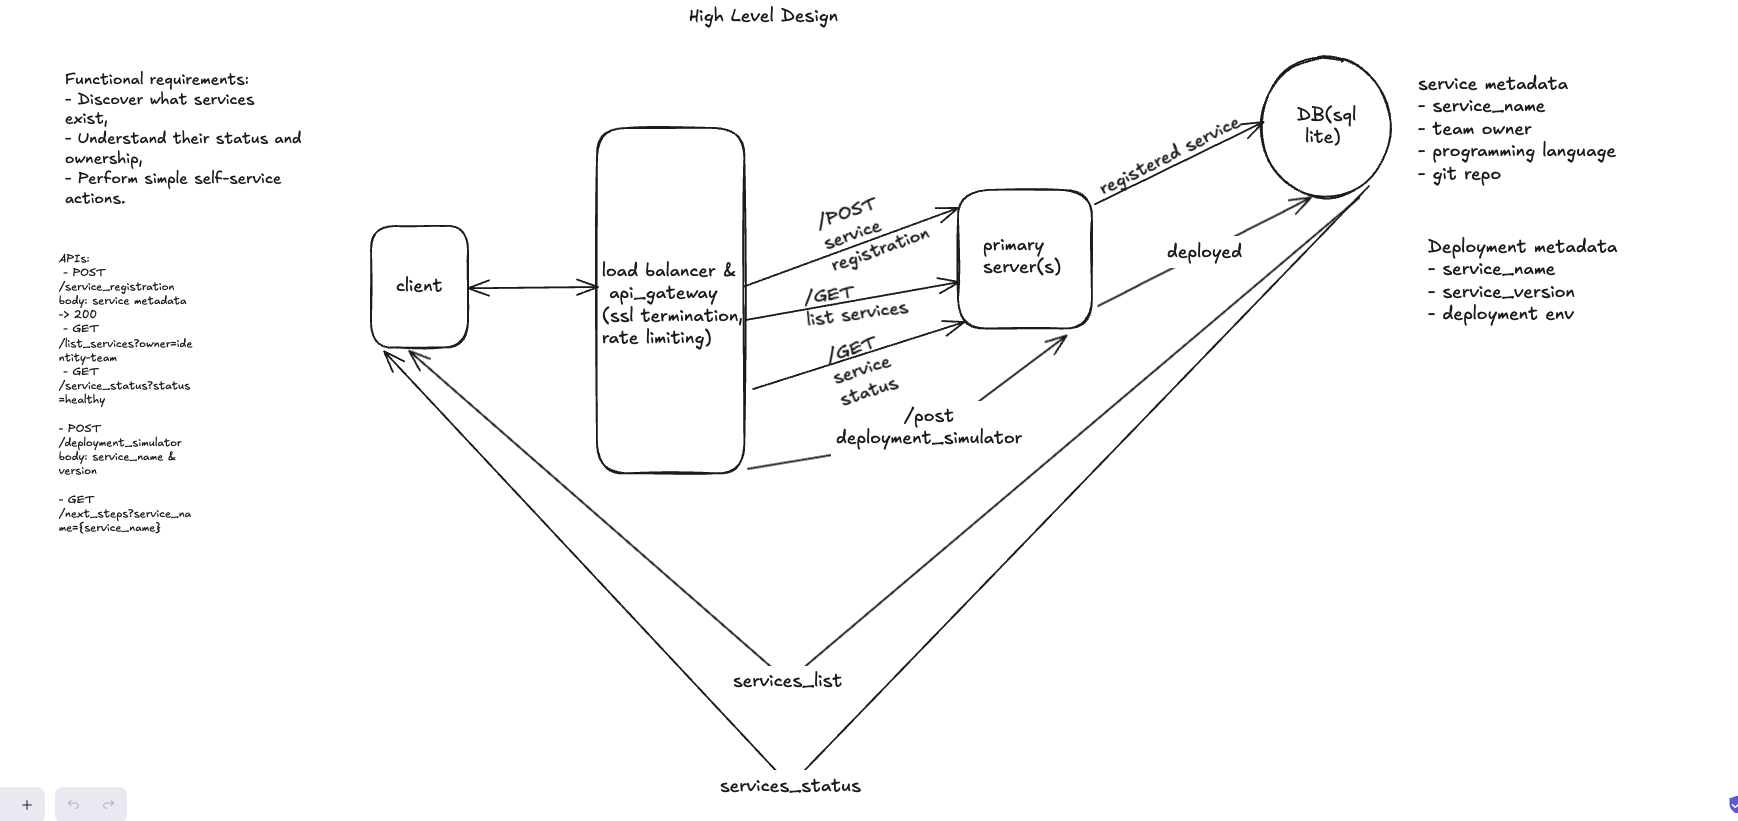 High Level Design
Functional requirements:
- Discover what services
exist,
- Understand their status and
ownership,
- Perform simple self-service
actions.
APIs:
- POST
/service_registration
body: service metadata
-> 200
- GET
/list_services?owner=ide
ntity-team
- GET
/service_status?status
=healthy
- POST
/deployment_simulator
body: service_name &
version
- GET
/next_steps?service_na
me={service_name}
client
load balancer &
api_gateway
(ssl termination,
rate limiting)
/POST
service
registration
/GET
list services
/GET
service
status
/post
deployment_simulator
primary
server(s)
registered service
deployed
DB(sql
lite)
service metadata
- service_name
- team owner
- programming language
- git repo
Deployment metadata
- service_name
- service_version
- deployment env
services_list
services_status